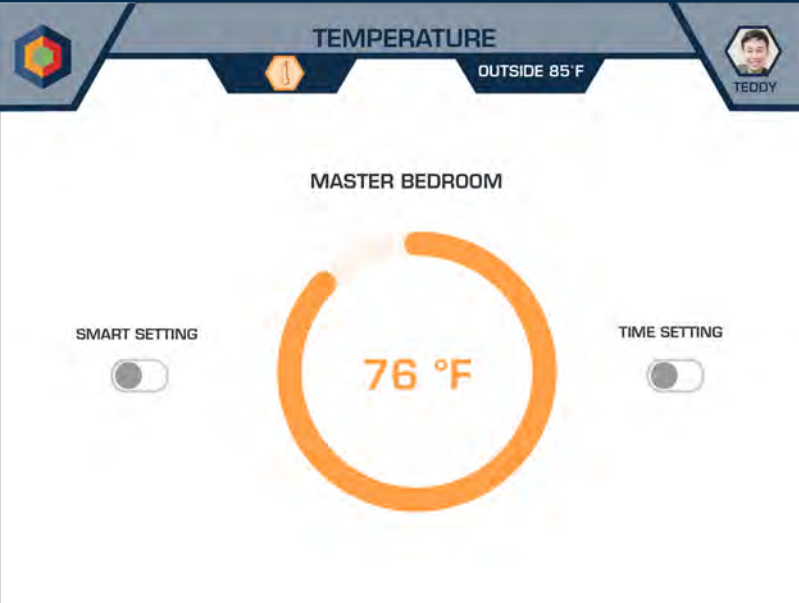 TEMPERATURE
OUTSIDE 85°F
TEDDY
MASTER BEDROOM
SMART SETTING
TIME SETTING
76 °F